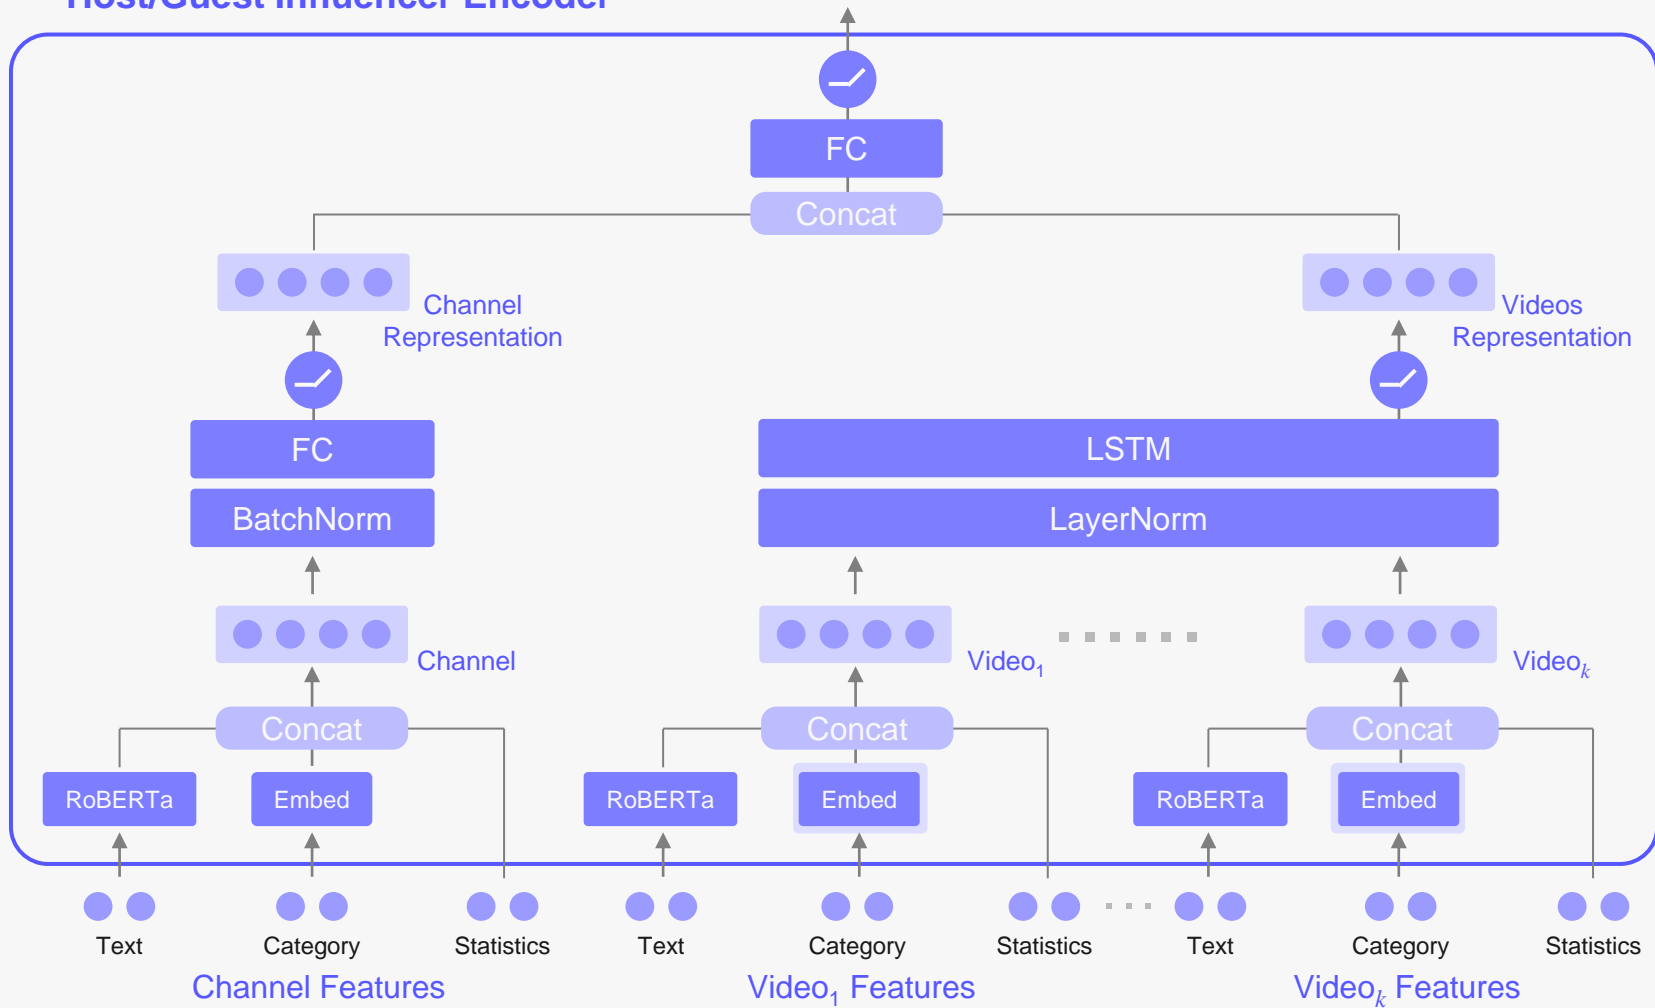 Host/Guest Influencer Encoder
FC
Concat
Channel
Representation
Videos
Representation
FC
LSTM
BatchNorm
LayerNorm
Channel
Video₁
Videoₖ
Concat
Concat
Concat
RoBERTa
Embed
RoBERTa
Embed
RoBERTa
Embed
Text
Category
Statistics
Text
Category
Statistics
Text
Category
Statistics
Channel Features
Video₁ Features
Videoₖ Features